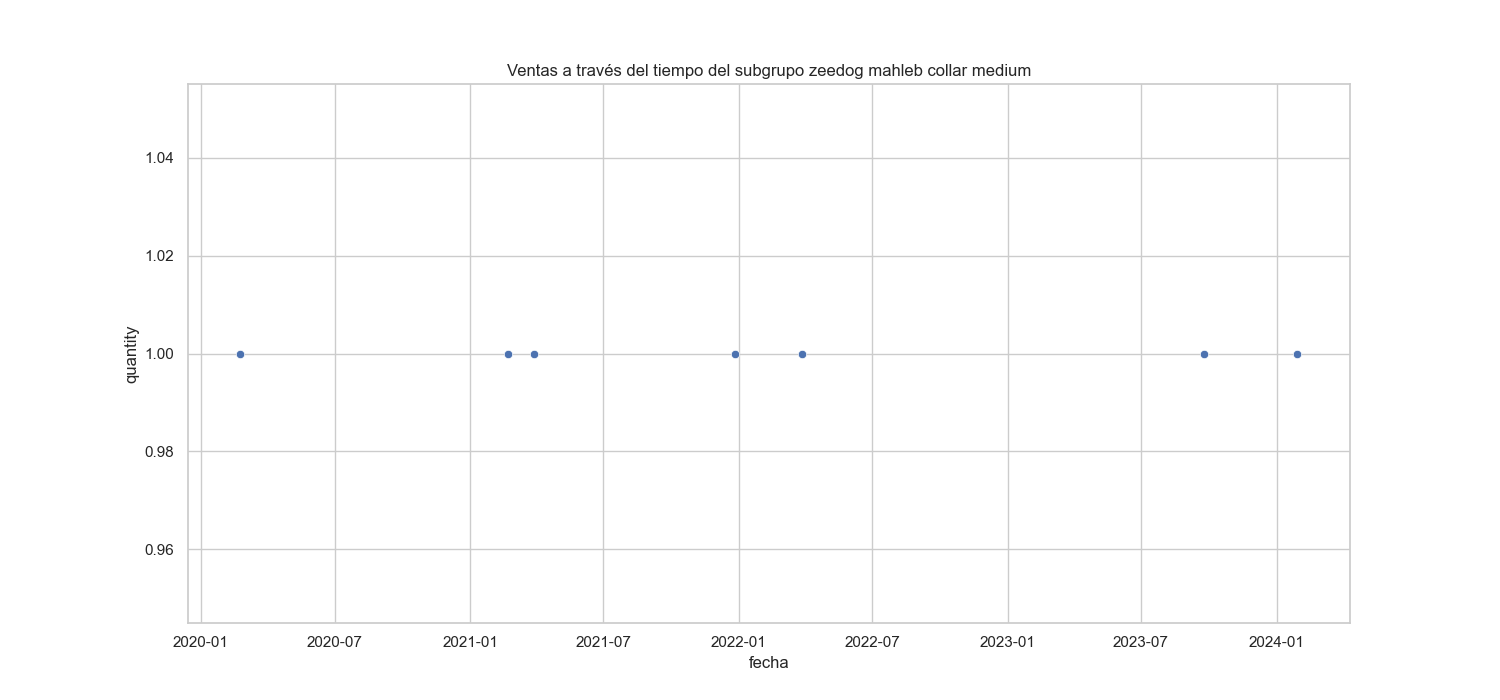 Ventas a través del tiempo del subgrupo zeedog mahleb collar medium
1.04
1.02
1.00
0.98
0.96
quantity
2020-01 2020-07 2021-01 2021-07 2022-01 2022-07 2023-01 2023-07 2024-01
fecha